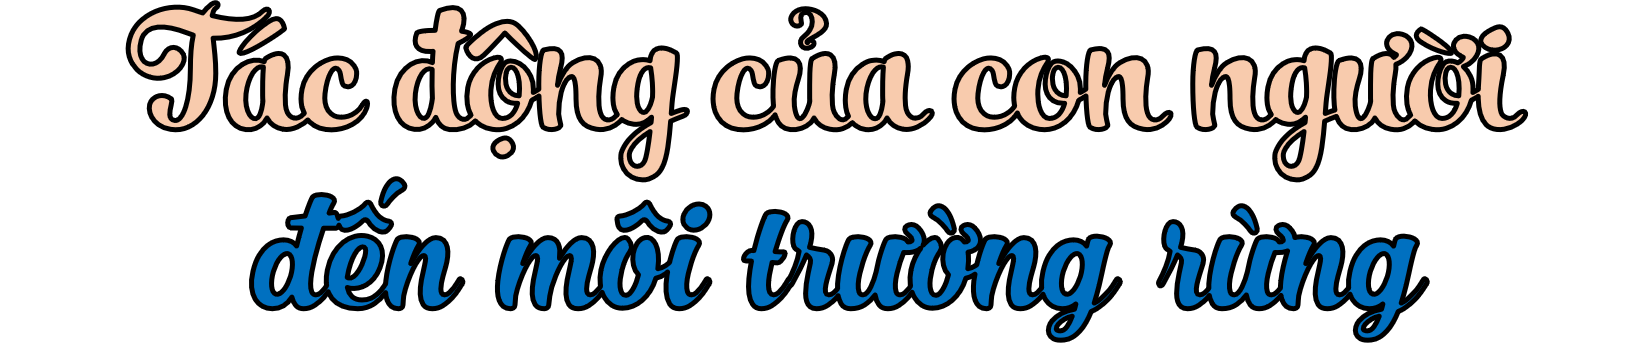 Tác động của con người
đến môi trường rừng